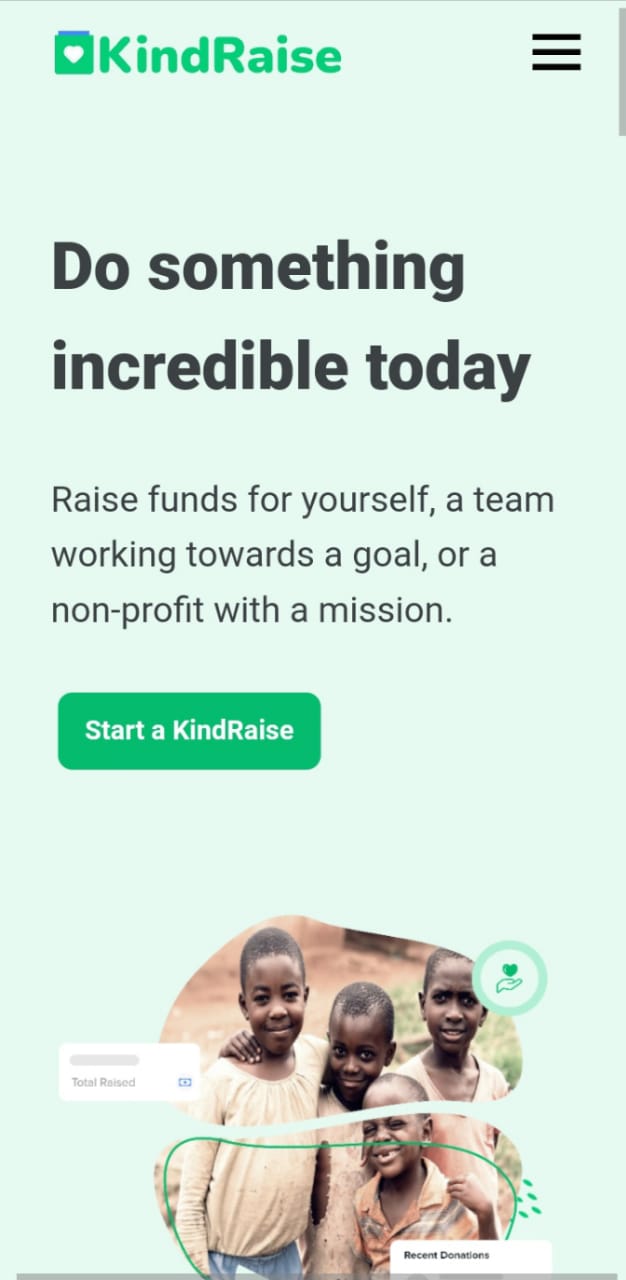 KindRaise
Do something
incredible today
Raise funds for yourself, a team
working towards a goal, or a
non-profit with a mission.
Start a KindRaise
Total Raised
Recent Donations